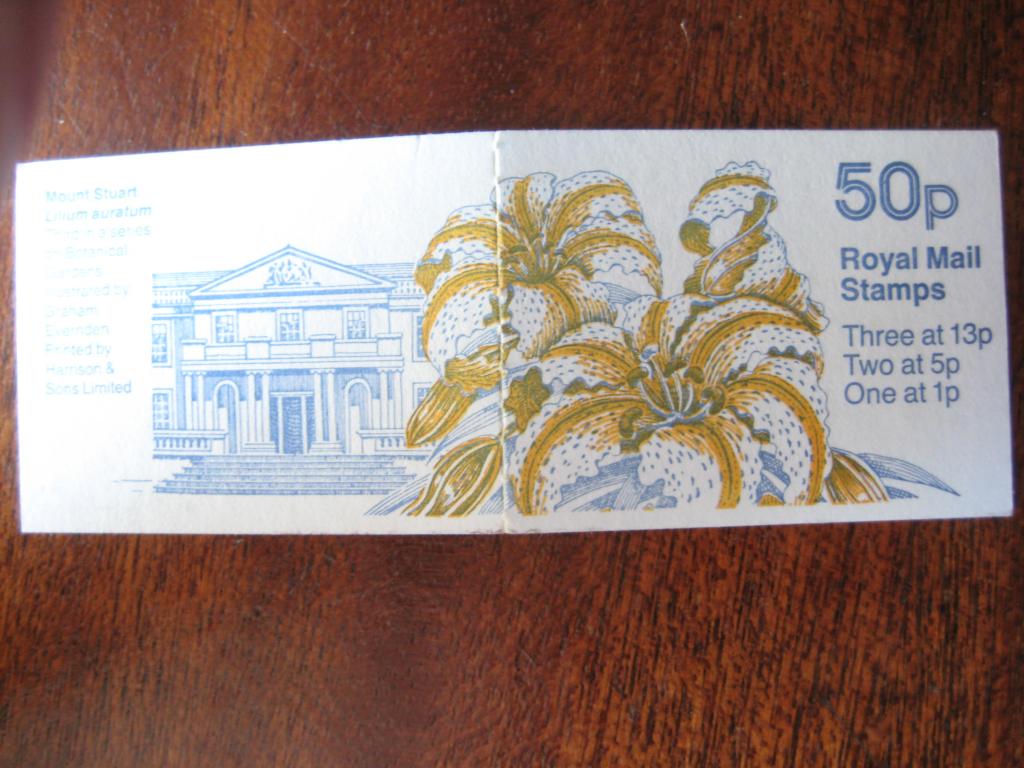 Mount Stuart
Lilium auratum
Third in a series
on Botanical
Gardens
Illustrated by
Graham
Evernden
Printed by
Harrison &
Sons Limited
50p
Royal Mail
Stamps
Three at 13p
Two at 5p
One at 1p